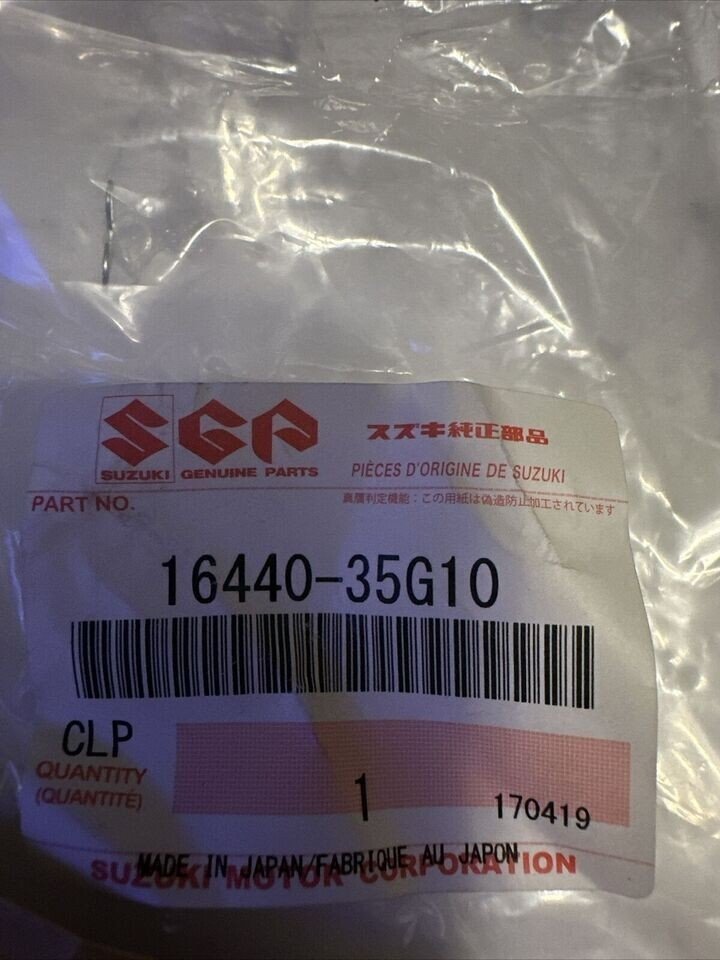 SGP
SUZUKI GENUINE PARTS
スズキ純正部品
PIÈCES D'ORIGINE DE SUZUKI
PART NO.
真贋判定機能：この用紙は偽造防止加工されています
16440-35G10
CLP
QUANTITY
(QUANTITÉ)
1
170419
MADE IN JAPAN/FABRIQUE AU JAPON
SUZUKI MOTOR CORPORATION